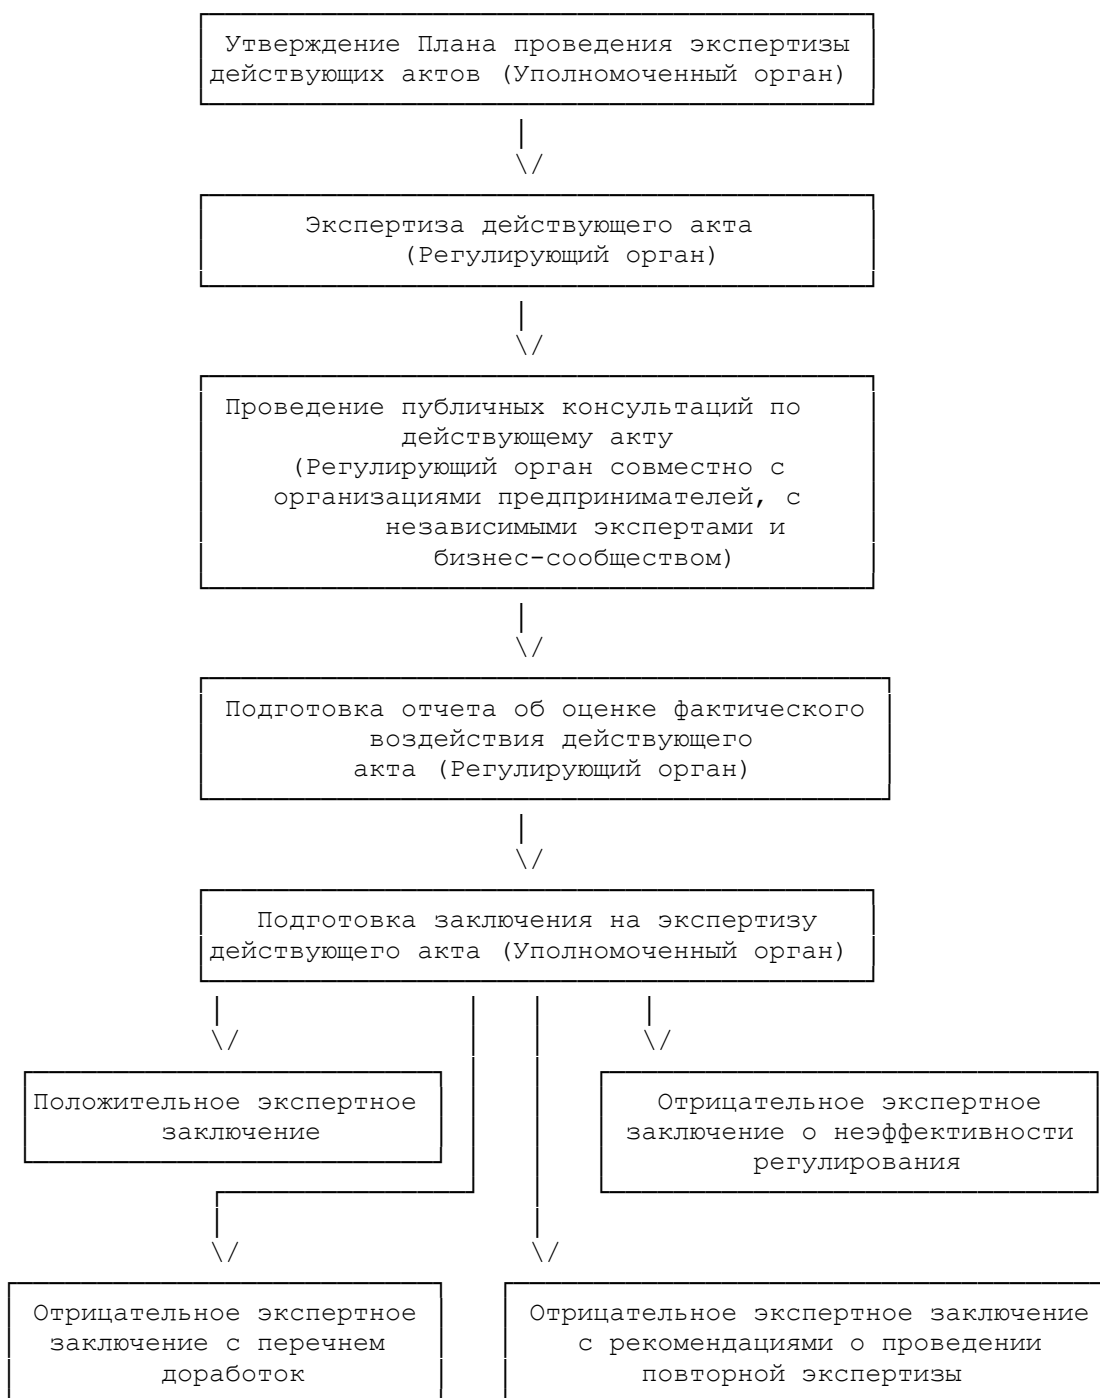 Утверждение Плана проведения экспертизы
действующих актов (Уполномоченный орган)
Экспертиза действующего акта
(Регулирующий орган)
Проведение публичных консультаций по
действующему акту
(Регулирующий орган совместно с
организациями предпринимателей, с
независимыми экспертами и
бизнес-сообществом)
Подготовка отчета об оценке фактического
воздействия действующего
акта (Регулирующий орган)
Подготовка заключения на экспертизу
действующего акта (Уполномоченный орган)
Положительное экспертное
заключение
Отрицательное экспертное
заключение о неэффективности
регулирования
Отрицательное экспертное
заключение с перечнем
доработок
Отрицательное экспертное заключение
с рекомендациями о проведении
повторной экспертизы